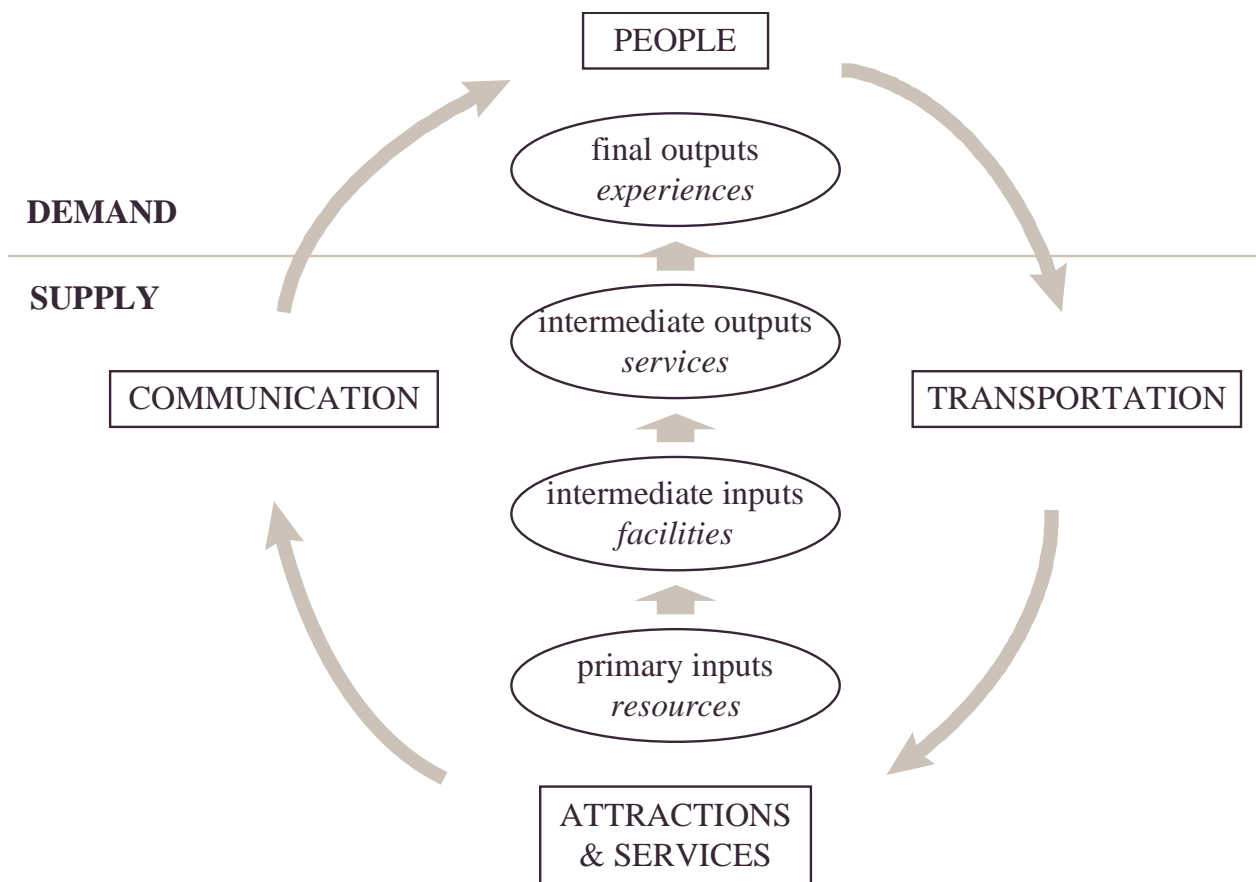 PEOPLE
final outputs
experiences
DEMAND
SUPPLY
intermediate outputs
services
COMMUNICATION
TRANSPORTATION
intermediate inputs
facilities
primary inputs
resources
ATTRACTIONS
& SERVICES